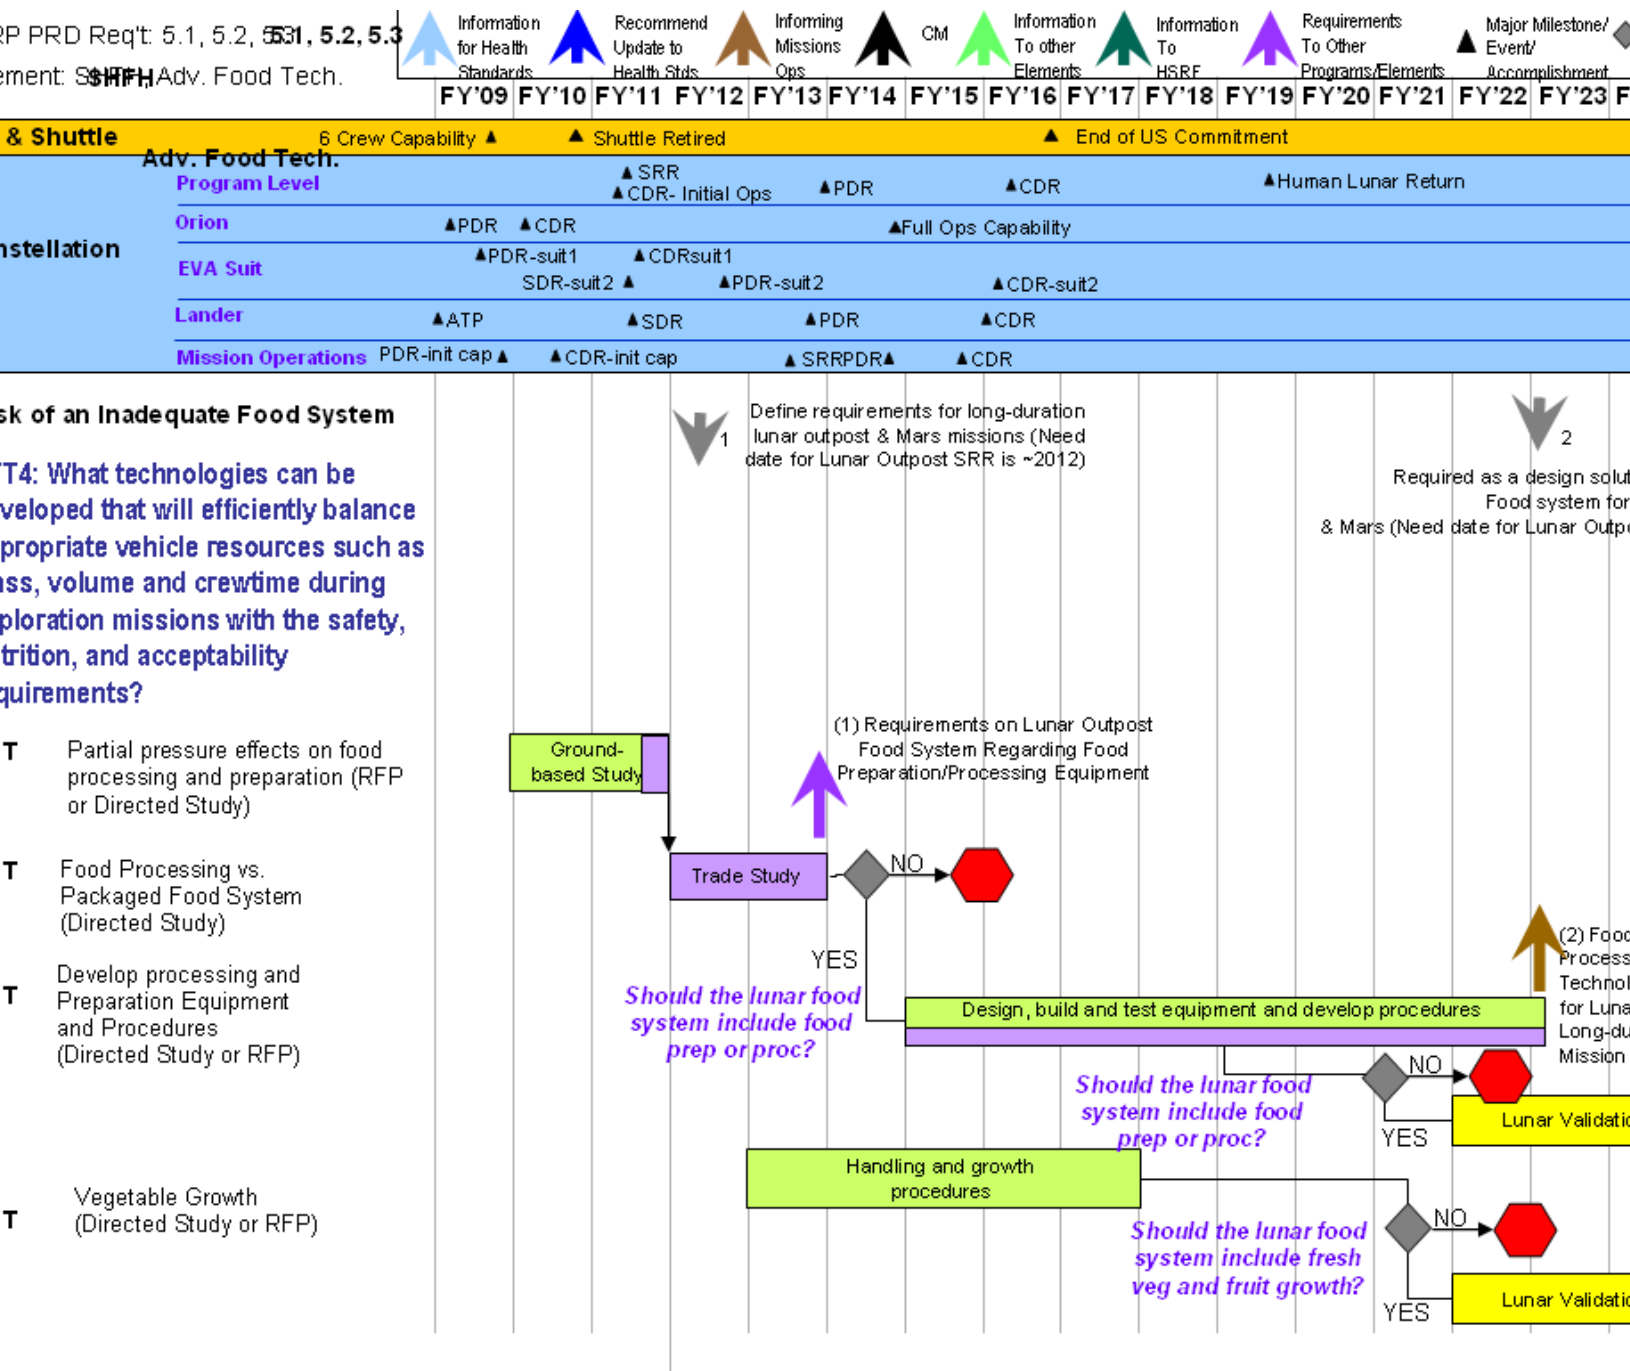 RP PRD Req't: 5.1, 5.2, 5.3
5.1, 5.2, 5.3
ement: SHFH, Adv. Food Tech.
SHFH
Adv. Food Tech.
Information
for Health
Standards
Recommend
Update to
Health Stds
Informing
Missions
Ops
CM
Information
To other
Elements
Information
To
HSRF
Requirements
To Other
Programs/Elements
Major Milestone/
Event/
Accomplishment
FY'09 FY'10 FY'11 FY'12 FY'13 FY'14 FY'15 FY'16 FY'17 FY'18 FY'19 FY'20 FY'21 FY'22 FY'23 F
& Shuttle
6 Crew Capability
Shuttle Retired
End of US Commitment
nstellation
Program Level
SRR
CDR- Initial Ops
PDR
CDR
Human Lunar Return
Orion
PDR
CDR
Full Ops Capability
EVA Suit
PDR-suit1
CDRsuit1
SDR-suit2
PDR-suit2
CDR-suit2
Lander
ATP
SDR
PDR
CDR
Mission Operations
PDR-init cap
CDR-init cap
SRR
PDR
CDR
sk of an Inadequate Food System
1
Define requirements for long-duration
lunar outpost & Mars missions (Need
date for Lunar Outpost SRR is ~2012)
2
Required as a design solut
Food system for
& Mars (Need date for Lunar Outpo
T4: What technologies can be
veloped that will efficiently balance
propriate vehicle resources such as
ass, volume and crewtime during
ploration missions with the safety,
trition, and acceptability
quirements?
T
Partial pressure effects on food
processing and preparation (RFP
or Directed Study)
Ground-
based Study
(1) Requirements on Lunar Outpost
Food System Regarding Food
Preparation/Processing Equipment
T
Food Processing vs.
Packaged Food System
(Directed Study)
Trade Study
NO
YES
Should the lunar food
system include food
prep or proc?
T
Develop processing and
Preparation Equipment
and Procedures
(Directed Study or RFP)
Design, build and test equipment and develop procedures
(2) Food
Process
Technol
for Luna
Long-du
Mission
Should the lunar food
system include food
prep or proc?
NO
YES
Lunar Validatio
T
Vegetable Growth
(Directed Study or RFP)
Handling and growth
procedures
Should the lunar food
system include fresh
veg and fruit growth?
NO
YES
Lunar Validatio